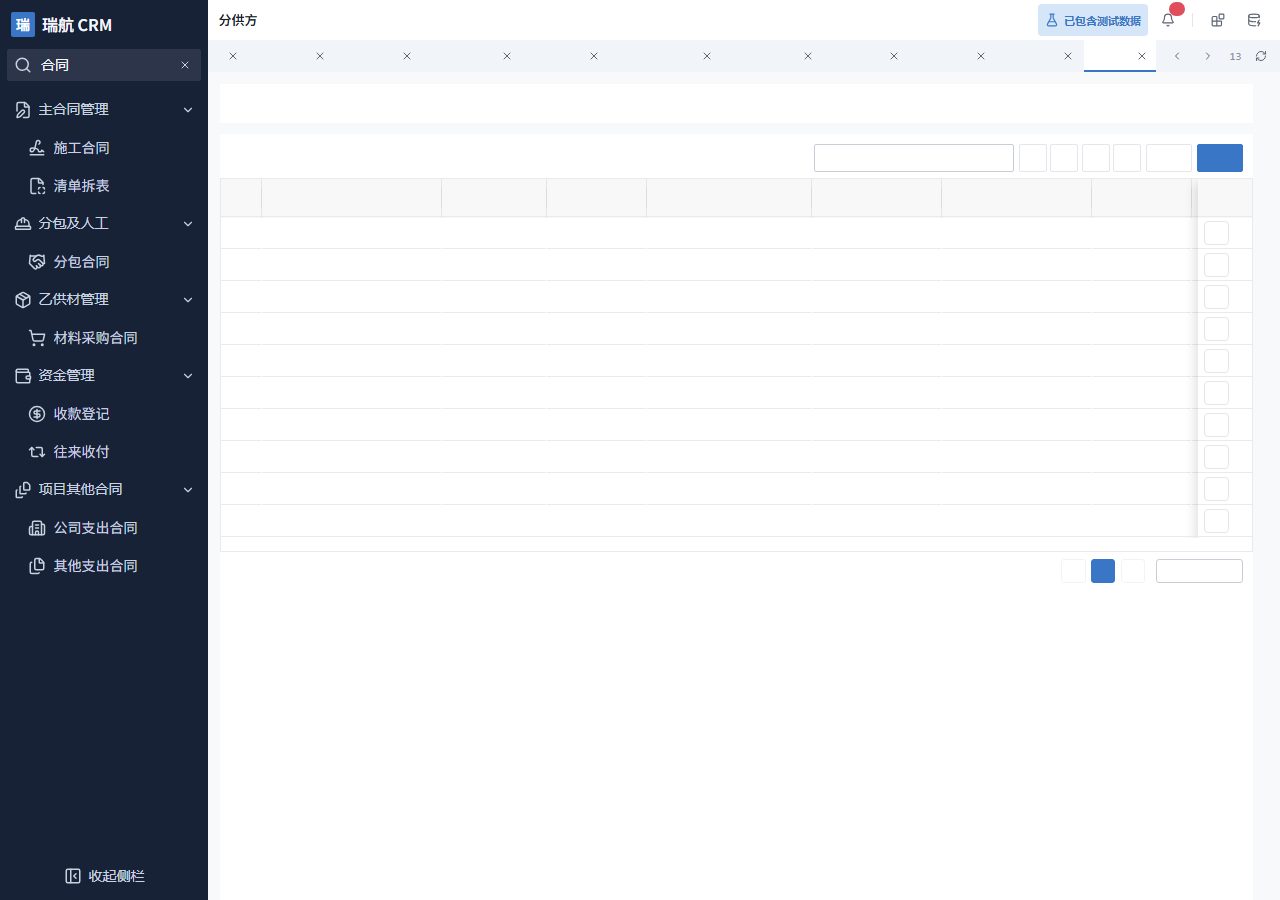 瑞 瑞航 CRM
合同
主合同管理
施工合同
清单拆表
分包及人工
分包合同
乙供材管理
材料采购合同
资金管理
收款登记
往来收付
项目其他合同
公司支出合同
其他支出合同
收起侧栏
分供方
已包含测试数据
13